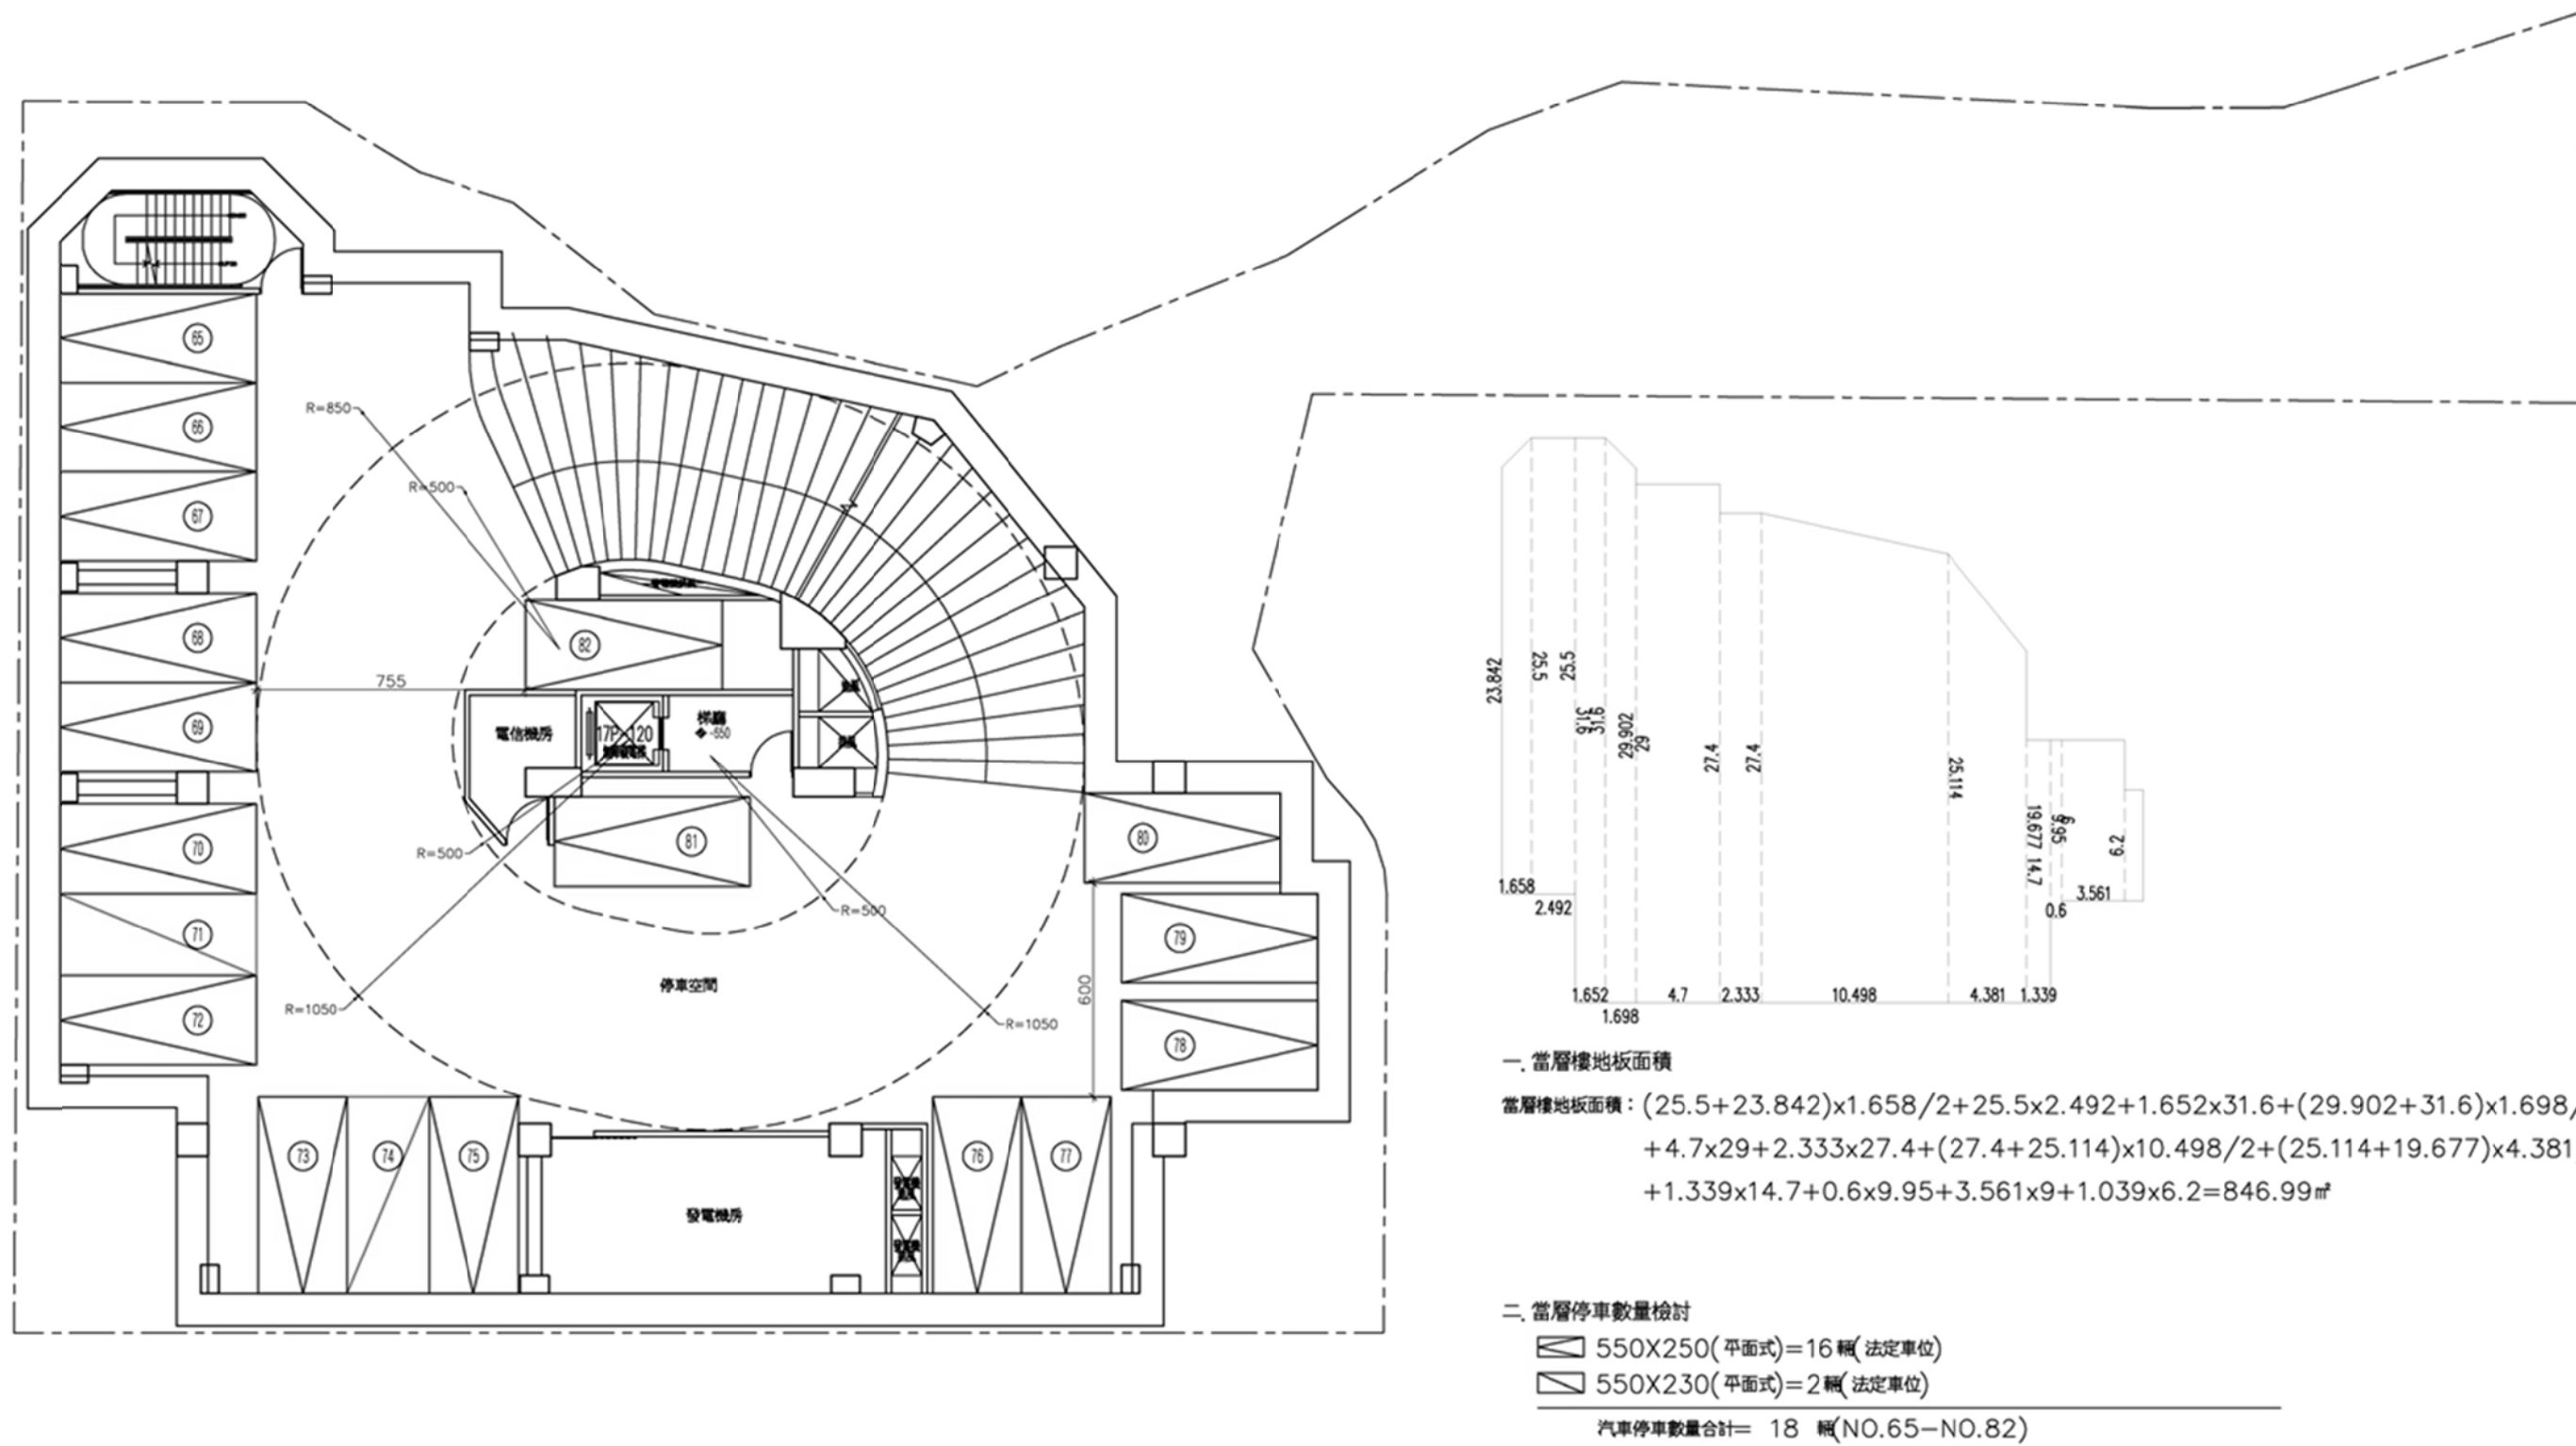 65
R=850
66
R=500
67
68
82
755
69
電信機房
17P-120
梯廳
-550
70
R=500
81
80
R=500
71
79
停車空間
600
R=1050
72
R=1050
78
73
74
75
76
77
發電機房
23.842
25.5
25.5
31.6
31.6
29.902
29
27.4
27.4
25.114
19.677
14.7
9.95
9
6.2
1.658
2.492
0.6
3.561
1.652
4.7
2.333
10.498
4.381
1.339
1.698
一. 當層樓地板面積
當層樓地板面積：(25.5+23.842)x1.658/2+25.5x2.492+1.652x31.6+(29.902+31.6)x1.698/
+4.7x29+2.333x27.4+(27.4+25.114)x10.498/2+(25.114+19.677)x4.381
+1.339x14.7+0.6x9.95+3.561x9+1.039x6.2=846.99㎡
二. 當層停車數量檢討
550X250(平面式)=16輛(法定車位)
550X230(平面式)=2輛(法定車位)
汽車停車數量合計= 18 輛(NO.65-NO.82)